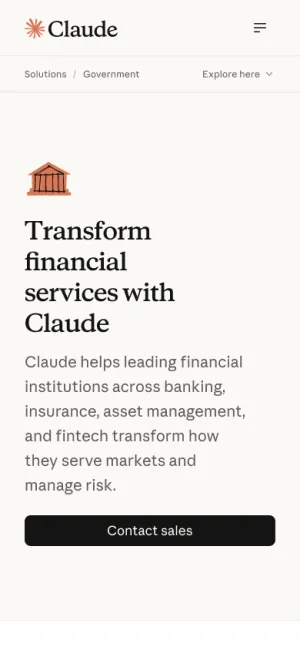 Claude
Solutions / Government
Explore here
Transform
financial
services with
Claude
Claude helps leading financial
institutions across banking,
insurance, asset management,
and fintech transform how
they serve markets and
manage risk.
Contact sales